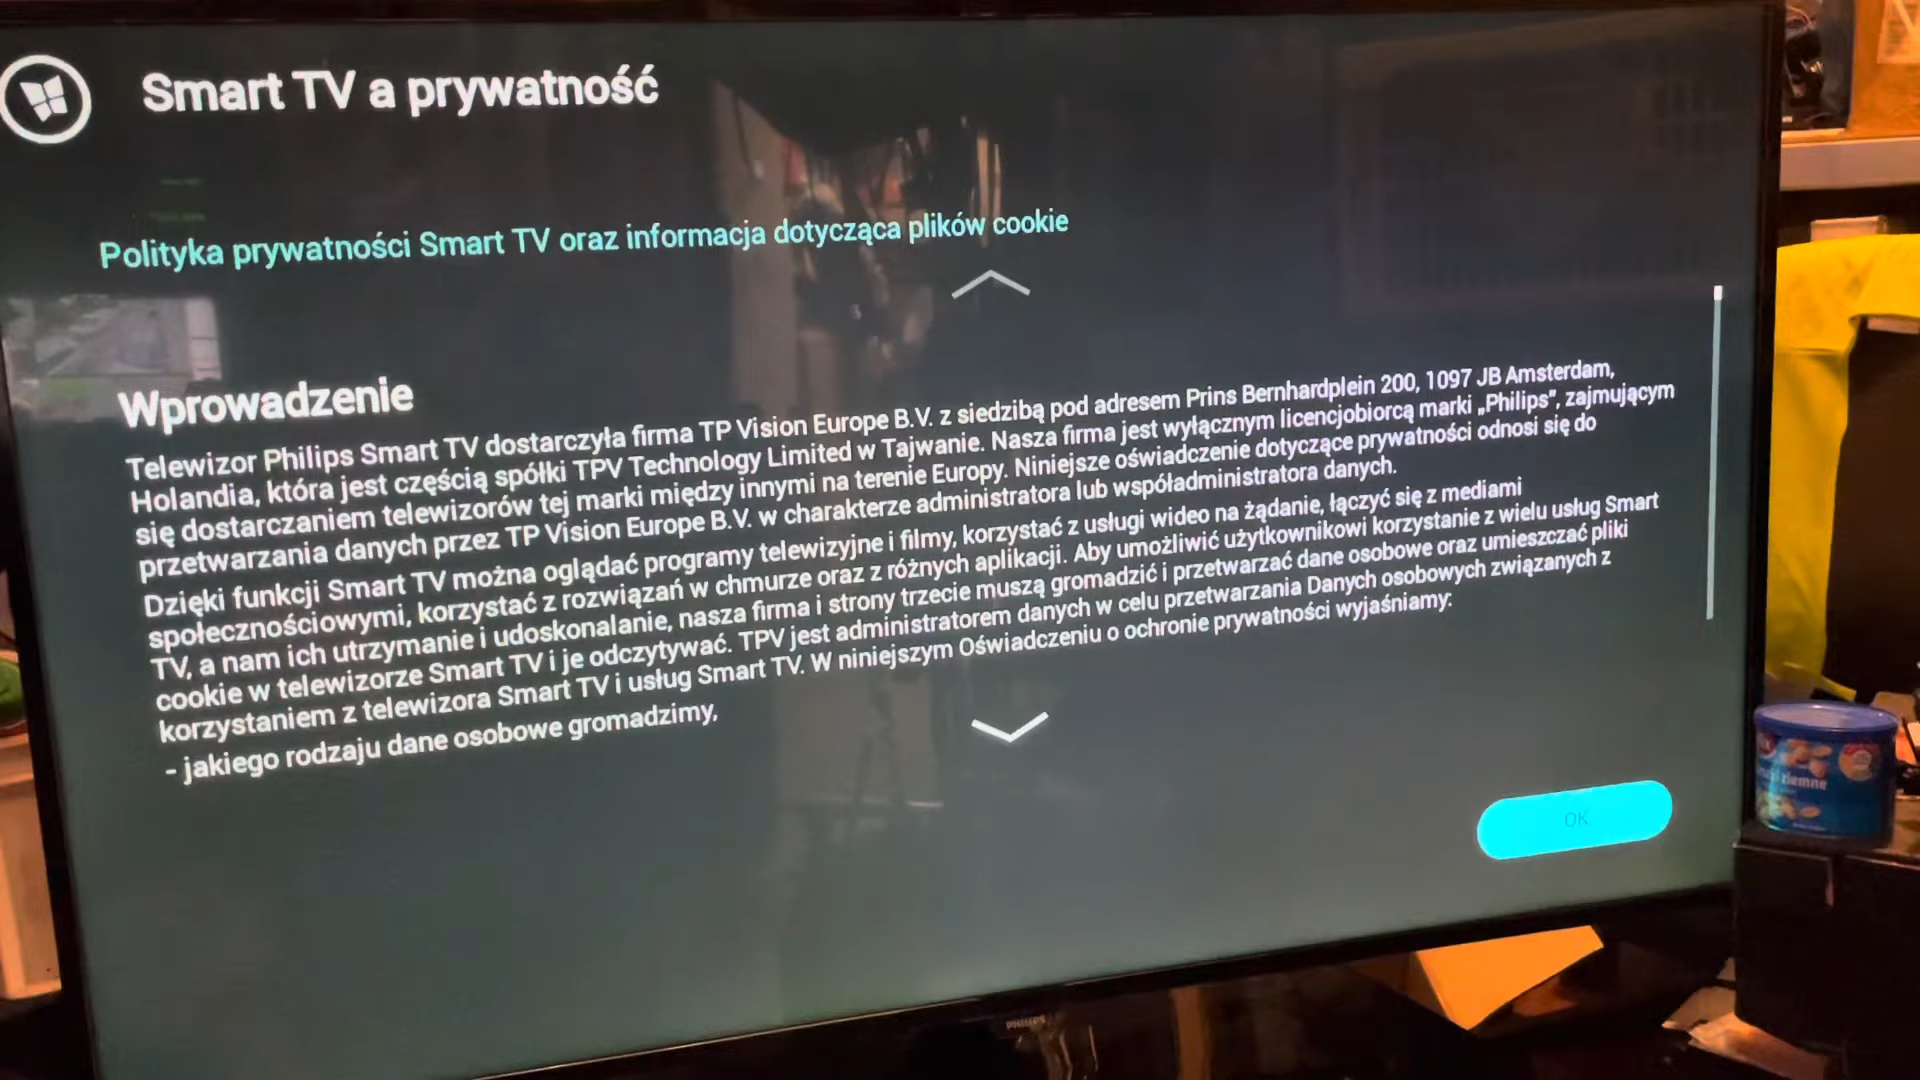 Smart TV a prywatność
Polityka prywatności Smart TV oraz informacja dotycząca plików cookie
Wprowadzenie
Telewizor Philips Smart TV dostarczyła firma TP Vision Europe B.V. z siedzibą pod adresem Prins Bernhardplein 200, 1097 JB Amsterdam,
Holandia, która jest częścią spółki TPV Technology Limited w Tajwanie. Nasza firma jest wyłącznym licencjobiorcą marki „Philips”, zajmującym
się dostarczaniem telewizorów tej marki między innymi na terenie Europy. Niniejsze oświadczenie dotyczące prywatności odnosi się do
przetwarzania danych przez TP Vision Europe B.V. w charakterze administratora lub współadministratora danych.
Dzięki funkcji Smart TV można oglądać programy telewizyjne i filmy, korzystać z usługi wideo na żądanie, łączyć się z mediami
społecznościowymi, korzystać z rozwiązań w chmurze oraz z różnych aplikacji. Aby umożliwić użytkownikowi korzystanie z wielu usług Smart
TV, a nam ich utrzymanie i udoskonalanie, nasza firma i strony trzecie muszą gromadzić i przetwarzać dane osobowe oraz umieszczać pliki
cookie w telewizorze Smart TV i je odczytywać. TPV jest administratorem danych w celu przetwarzania Danych osobowych związanych z
korzystaniem z telewizora Smart TV i usług Smart TV. W niniejszym Oświadczeniu o ochronie prywatności wyjaśniamy:
- jakiego rodzaju dane osobowe gromadzimy,
OK
PHILIPS
ziemne